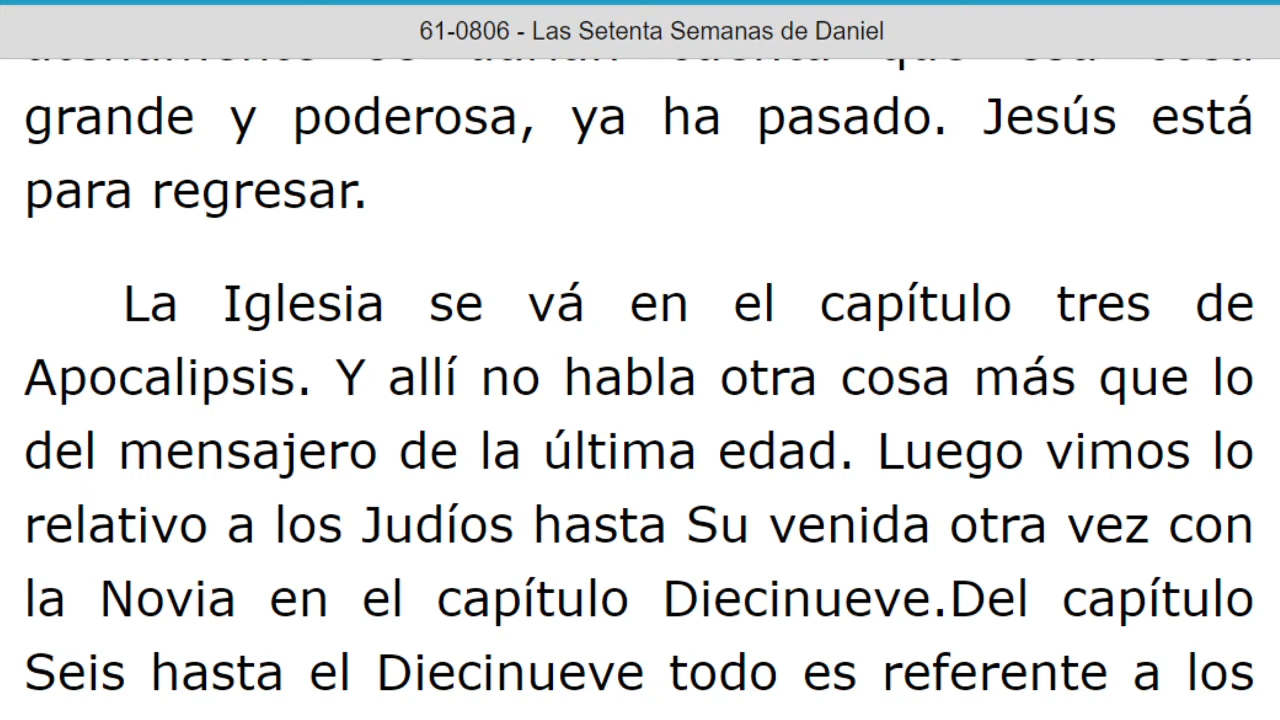 61-0806 - Las Setenta Semanas de Daniel
grande y poderosa, ya ha pasado. Jesús está
para regresar.
La Iglesia se vá en el capítulo tres de
Apocalipsis. Y allí no habla otra cosa más que lo
del mensajero de la última edad. Luego vimos lo
relativo a los Judíos hasta Su venida otra vez con
la Novia en el capítulo Diecinueve.Del capítulo
Seis hasta el Diecinueve todo es referente a los